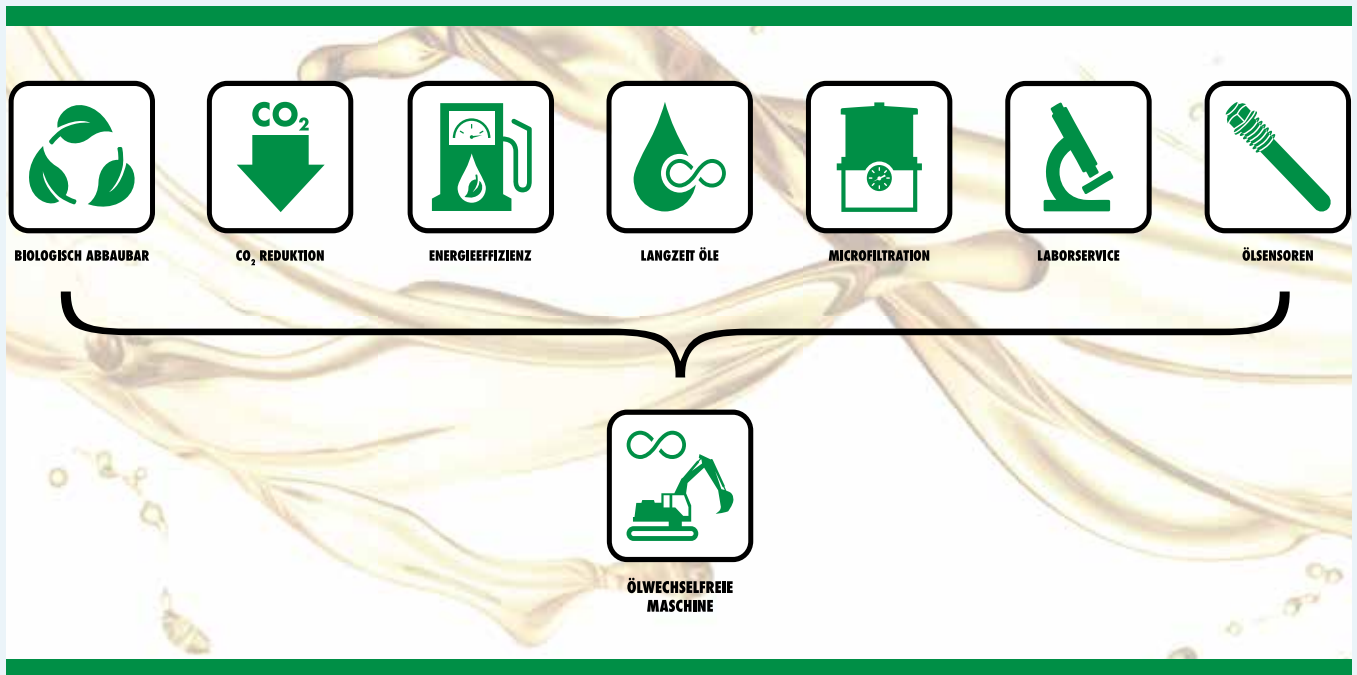 CO₂
BIOLOGISCH ABBAUBAR
CO₂ REDUKTION
ENERGIEEFFIZIENZ
LANGZEIT ÖLE
MICROFILTRATION
LABORSERVICE
ÖLSENSOREN
ÖLWECHSELFREIE
MASCHINE